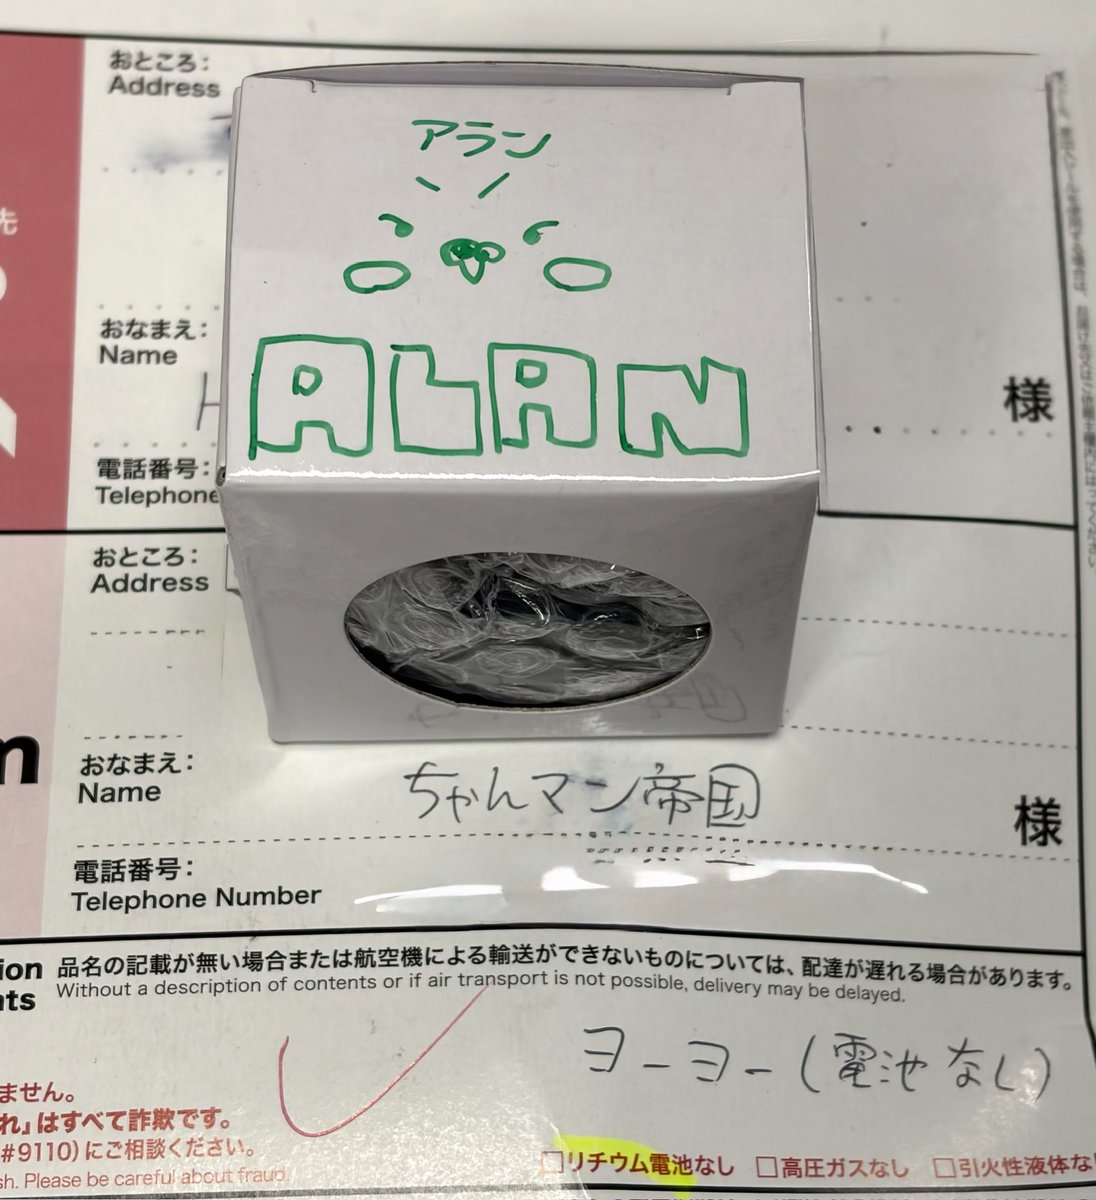 おところ:
Address
先
アラン
ALAN
おなまえ:
Name
様
電話番号:
Telephone
おところ:
Address
おなまえ:
Name
ちゃんマン帝国
様
電話番号:
Telephone Number
品名の記載が無い場合または航空機による輸送ができないものについては、配達が遅れる場合があります。
Without a description of contents or if air transport is not possible, delivery may be delayed.
ヨーヨー(電池なし)
ません。
れ」はすべて詐欺です。
#9110)にご相談ください。
sh. Please be careful about fraud
□リチウム電池なし □高圧ガスなし □引火性液体な